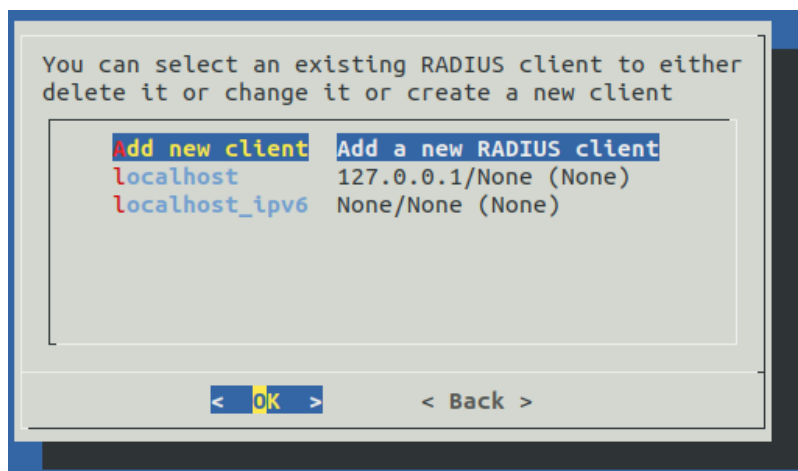 You can select an existing RADIUS client to either
delete it or change it or create a new client
Add new client Add a new RADIUS client
localhost 127.0.0.1/None (None)
localhost_ipv6 None/None (None)
< OK > < Back >